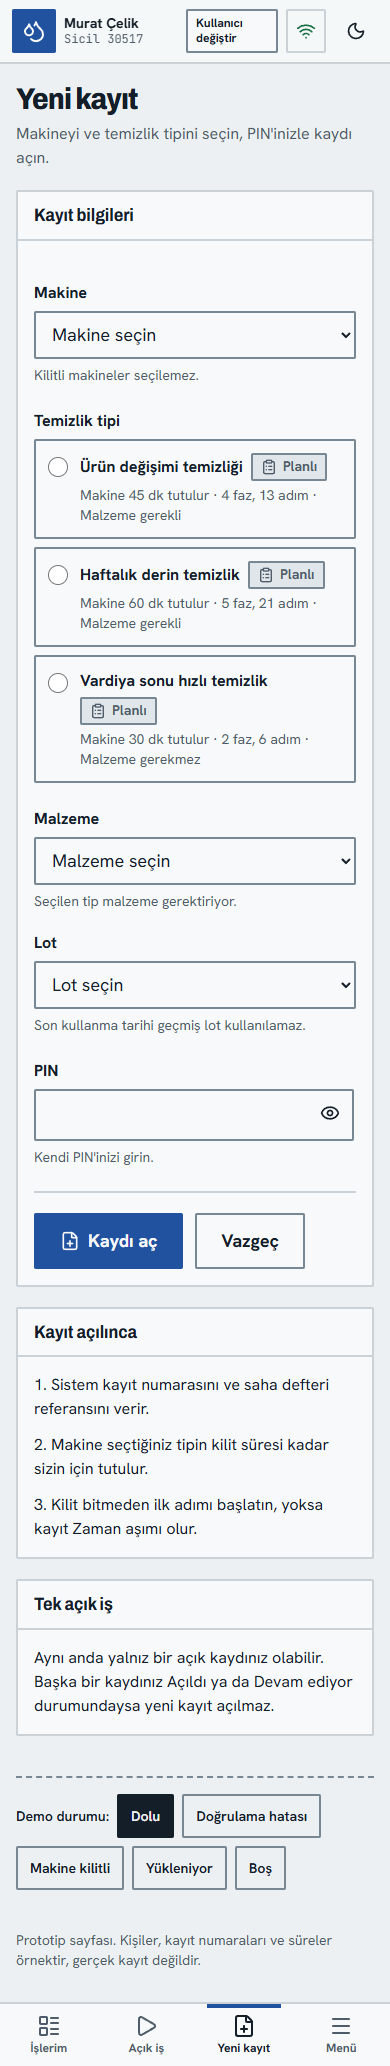 Murat Çelik
Sicil 30517
Kullanıcı
değiştir
Yeni kayıt
Makineyi ve temizlik tipini seçin, PIN'inizle kaydı
açın.
Kayıt bilgileri
Makine
Makine seçin
Kilitli makineler seçilemez.
Temizlik tipi
Ürün değişimi temizliği Planlı
Makine 45 dk tutulur · 4 faz, 13 adım ·
Malzeme gerekli
Haftalık derin temizlik Planlı
Makine 60 dk tutulur · 5 faz, 21 adım ·
Malzeme gerekli
Vardiya sonu hızlı temizlik
Planlı
Makine 30 dk tutulur · 2 faz, 6 adım ·
Malzeme gerekmez
Malzeme
Malzeme seçin
Seçilen tip malzeme gerektiriyor.
Lot
Lot seçin
Son kullanma tarihi geçmiş lot kullanılamaz.
PIN
Kendi PIN'inizi girin.
Kaydı aç Vazgeç
Kayıt açılınca
1. Sistem kayıt numarasını ve saha defteri
referansını verir.
2. Makine seçtiğiniz tipin kilit süresi kadar
sizin için tutulur.
3. Kilit bitmeden ilk adımı başlatın, yoksa
kayıt Zaman aşımı olur.
Tek açık iş
Aynı anda yalnız bir açık kaydınız olabilir.
Başka bir kaydınız Açıldı ya da Devam ediyor
durumundaysa yeni kayıt açılmaz.
Demo durumu: Dolu Doğrulama hatası
Makine kilitli Yükleniyor Boş
Prototip sayfası. Kişiler, kayıt numaraları ve süreler
örnektir, gerçek kayıt değildir.
İşlerim Açık iş Yeni kayıt Menü